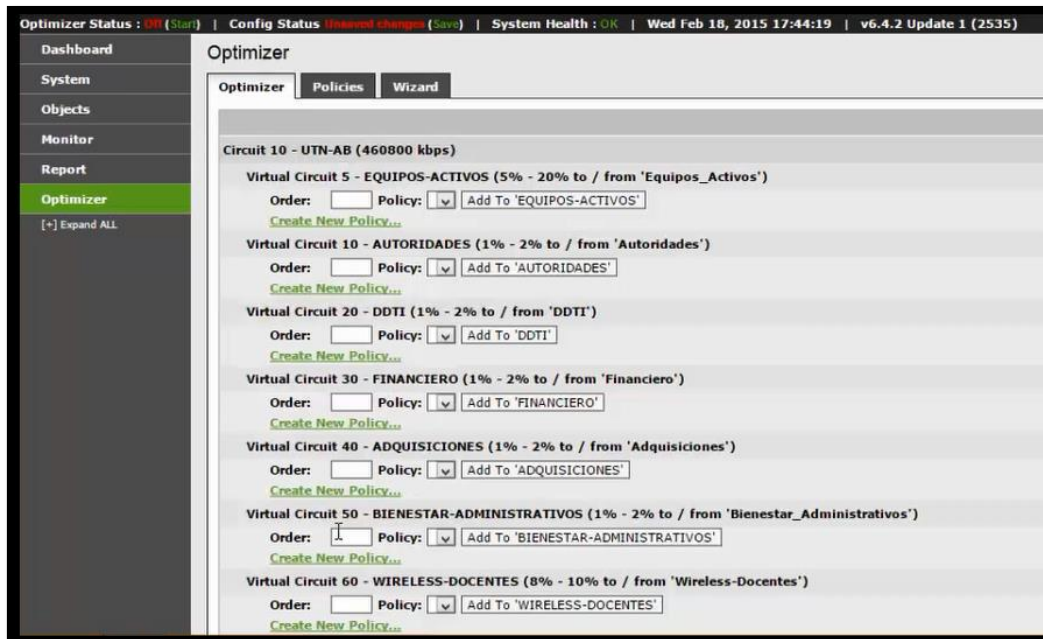 Optimizer Status : Off (Start) | Config Status Unsaved changes (Save) | System Health : OK | Wed Feb 18, 2015 17:44:19 | v6.4.2 Update 1 (2535)
Dashboard
System
Objects
Monitor
Report
Optimizer
[+] Expand ALL
Optimizer
Optimizer Policies Wizard
Circuit 10 - UTN-AB (460800 kbps)
Virtual Circuit 5 - EQUIPOS-ACTIVOS (5% - 20% to / from 'Equipos_Activos')
Order: Policy: Add To 'EQUIPOS-ACTIVOS'
Create New Policy...
Virtual Circuit 10 - AUTORIDADES (1% - 2% to / from 'Autoridades')
Order: Policy: Add To 'AUTORIDADES'
Create New Policy...
Virtual Circuit 20 - DDTI (1% - 2% to / from 'DDTI')
Order: Policy: Add To 'DDTI'
Create New Policy...
Virtual Circuit 30 - FINANCIERO (1% - 2% to / from 'Financiero')
Order: Policy: Add To 'FINANCIERO'
Create New Policy...
Virtual Circuit 40 - ADQUISICIONES (1% - 2% to / from 'Adquisiciones')
Order: Policy: Add To 'ADQUISICIONES'
Create New Policy...
Virtual Circuit 50 - BIENESTAR-ADMINISTRATIVOS (1% - 2% to / from 'Bienestar_Administrativos')
Order: Policy: Add To 'BIENESTAR-ADMINISTRATIVOS'
Create New Policy...
Virtual Circuit 60 - WIRELESS-DOCENTES (8% - 10% to / from 'Wireless-Docentes')
Order: Policy: Add To 'WIRELESS-DOCENTES'
Create New Policy...